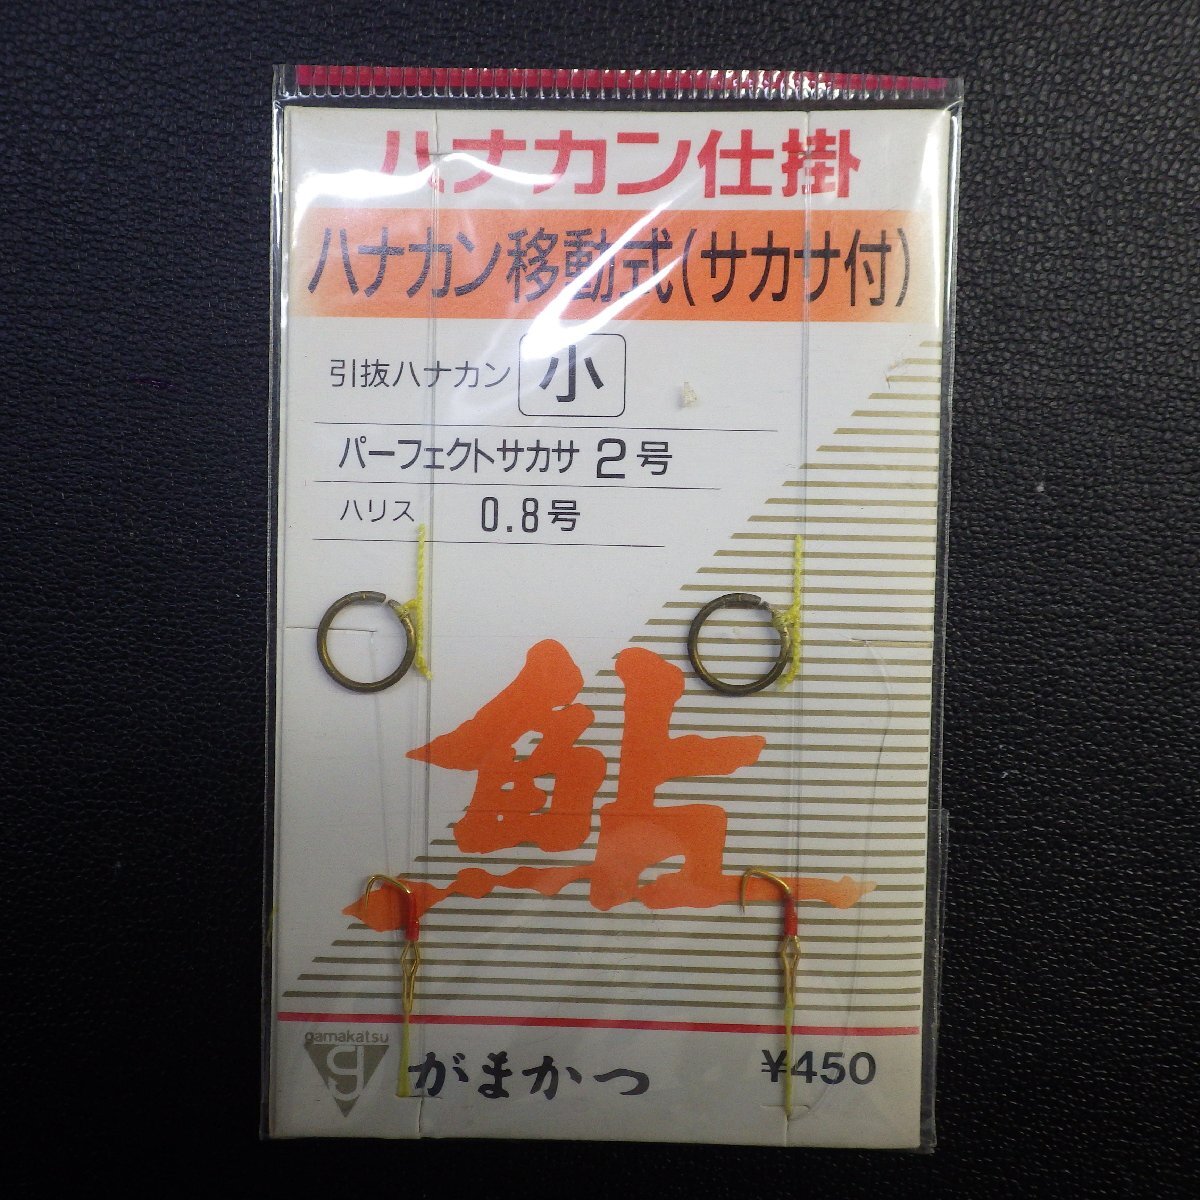 ハナカン仕掛
ハナカン移動式(サカサ付)
引抜ハナカン 小
パーフェクトサカサ 2号
ハリス 0.8号
鮎
gamakatsu
g
がまかつ ¥450